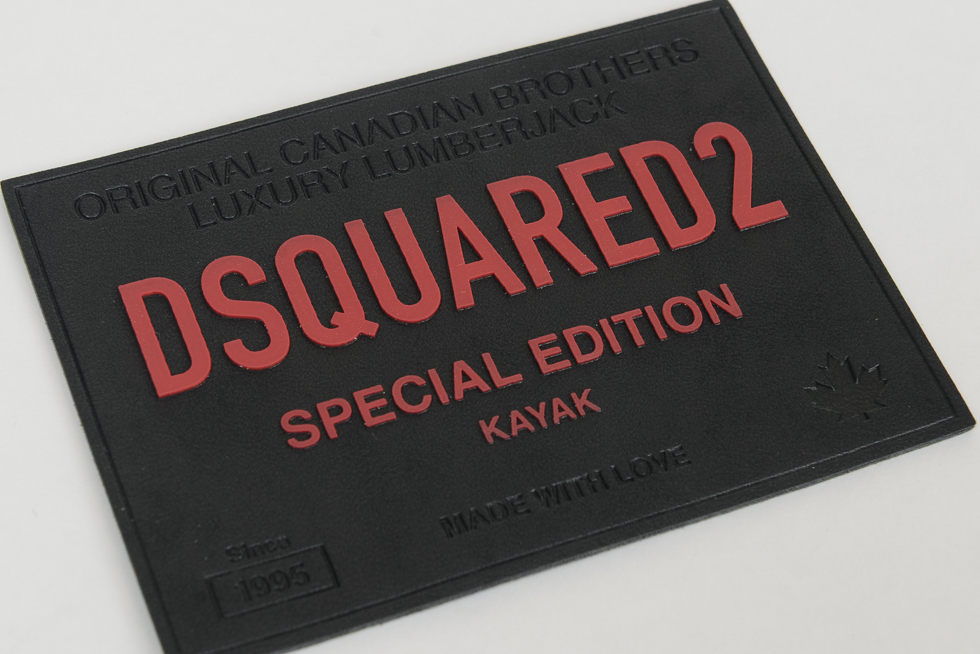 ORIGINAL CANADIAN BROTHERS
LUXURY LUMBERJACK
DSQUARED2
SPECIAL EDITION
KAYAK
MADE WITH LOVE
Since
1995